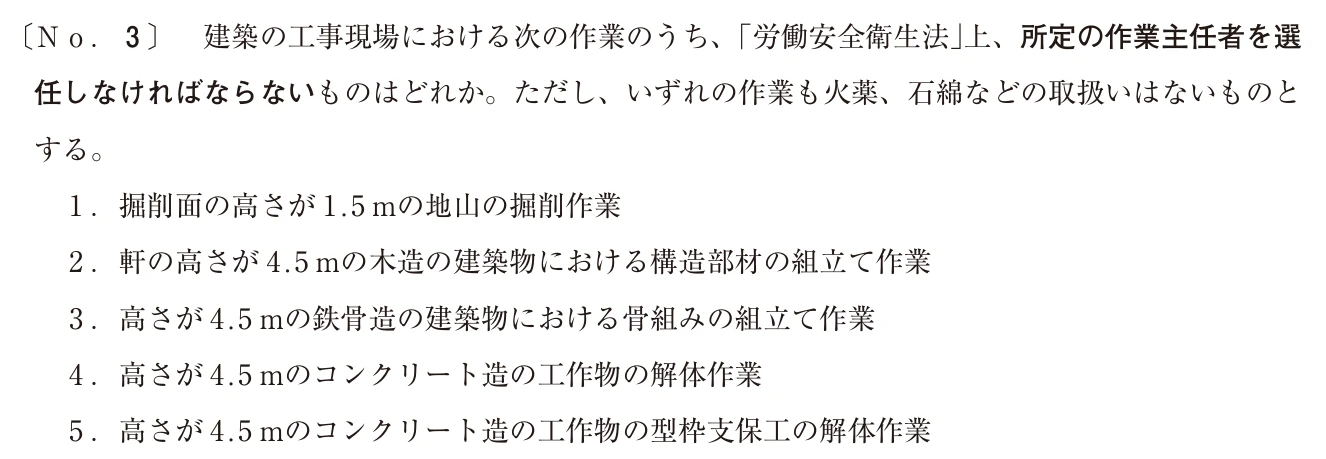 〔Ｎｏ． 3〕　建築の工事現場における次の作業のうち、「労働安全衛生法」上、所定の作業主任者を選
任しなければならないものはどれか。ただし、いずれの作業も火薬、石綿などの取扱いはないものと
する。
1．掘削面の高さが1.5 mの地山の掘削作業
2．軒の高さが4.5 mの木造の建築物における構造部材の組立て作業
3．高さが4.5 mの鉄骨造の建築物における骨組みの組立て作業
4．高さが4.5 mのコンクリート造の工作物の解体作業
5．高さが4.5 mのコンクリート造の工作物の型枠支保工の解体作業